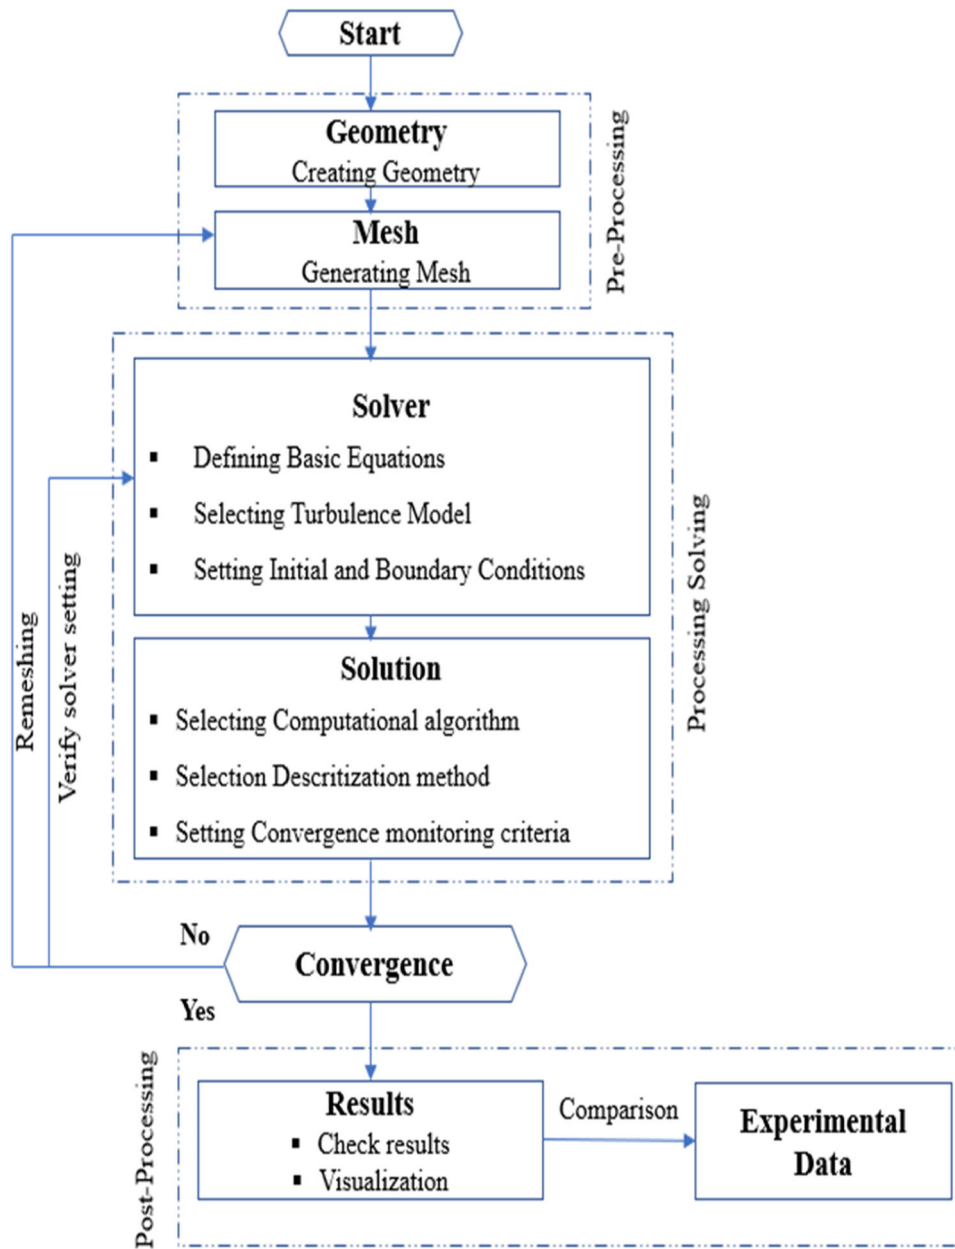 Start
Geometry
Creating Geometry
Pre-Processing
Mesh
Generating Mesh
Solver
▪ Defining Basic Equations
▪ Selecting Turbulence Model
▪ Setting Initial and Boundary Conditions
Processing Solving
Remeshing
Verify solver setting
Solution
▪ Selecting Computational algorithm
▪ Selection Descritization method
▪ Setting Convergence monitoring criteria
No
Convergence
Yes
Post-Processing
Results
▪ Check results
▪ Visualization
Comparison
Experimental
Data